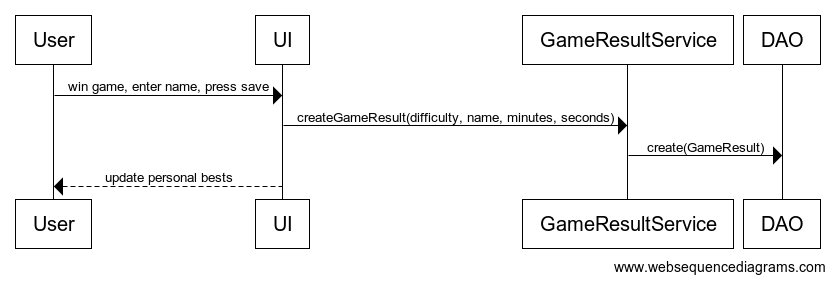 User UI GameResultService DAO
win game, enter name, press save
createGameResult(difficulty, name, minutes, seconds)
create(GameResult)
update personal bests
User UI GameResultService DAO
www.websequencediagrams.com